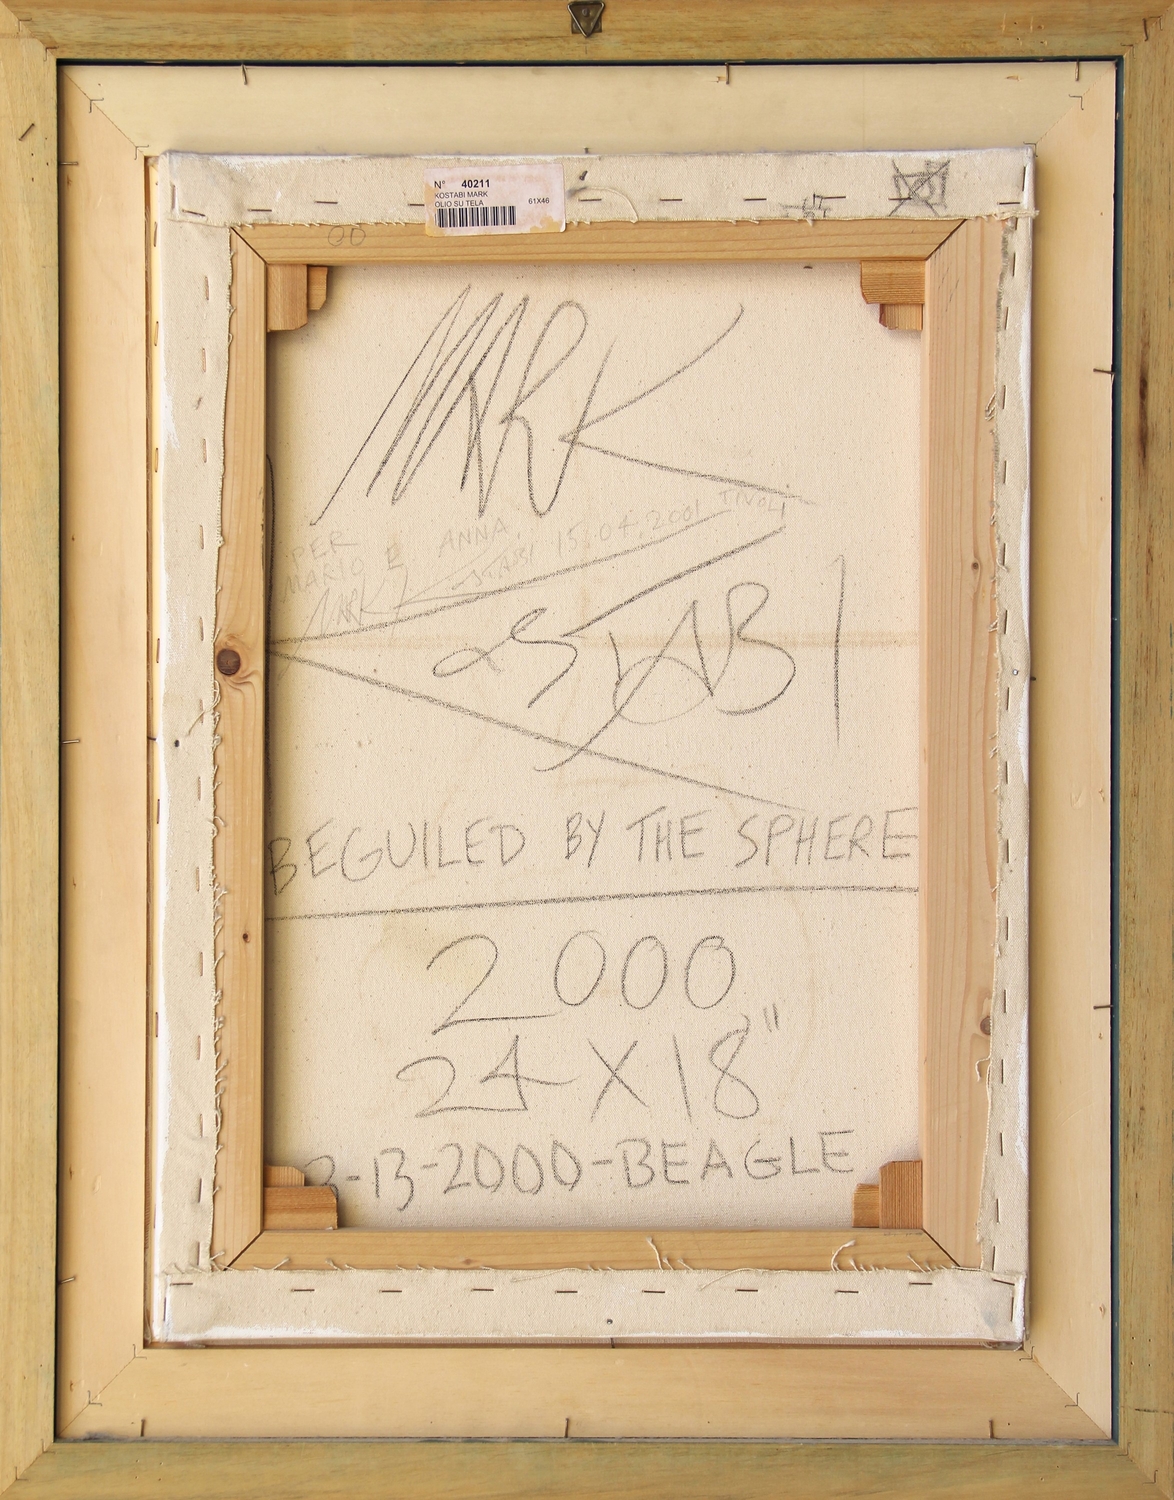 N° 40211
KOSTABI MARK
OLIO SU TELA 61X46
MARK
PER
MARIO E ANNA, 15.04.2001 TIVOLI
MARK KOSTABI
KOSTABI
BEGUILED BY THE SPHERE
2000
24 X 18"
-13-2000-BEAGLE